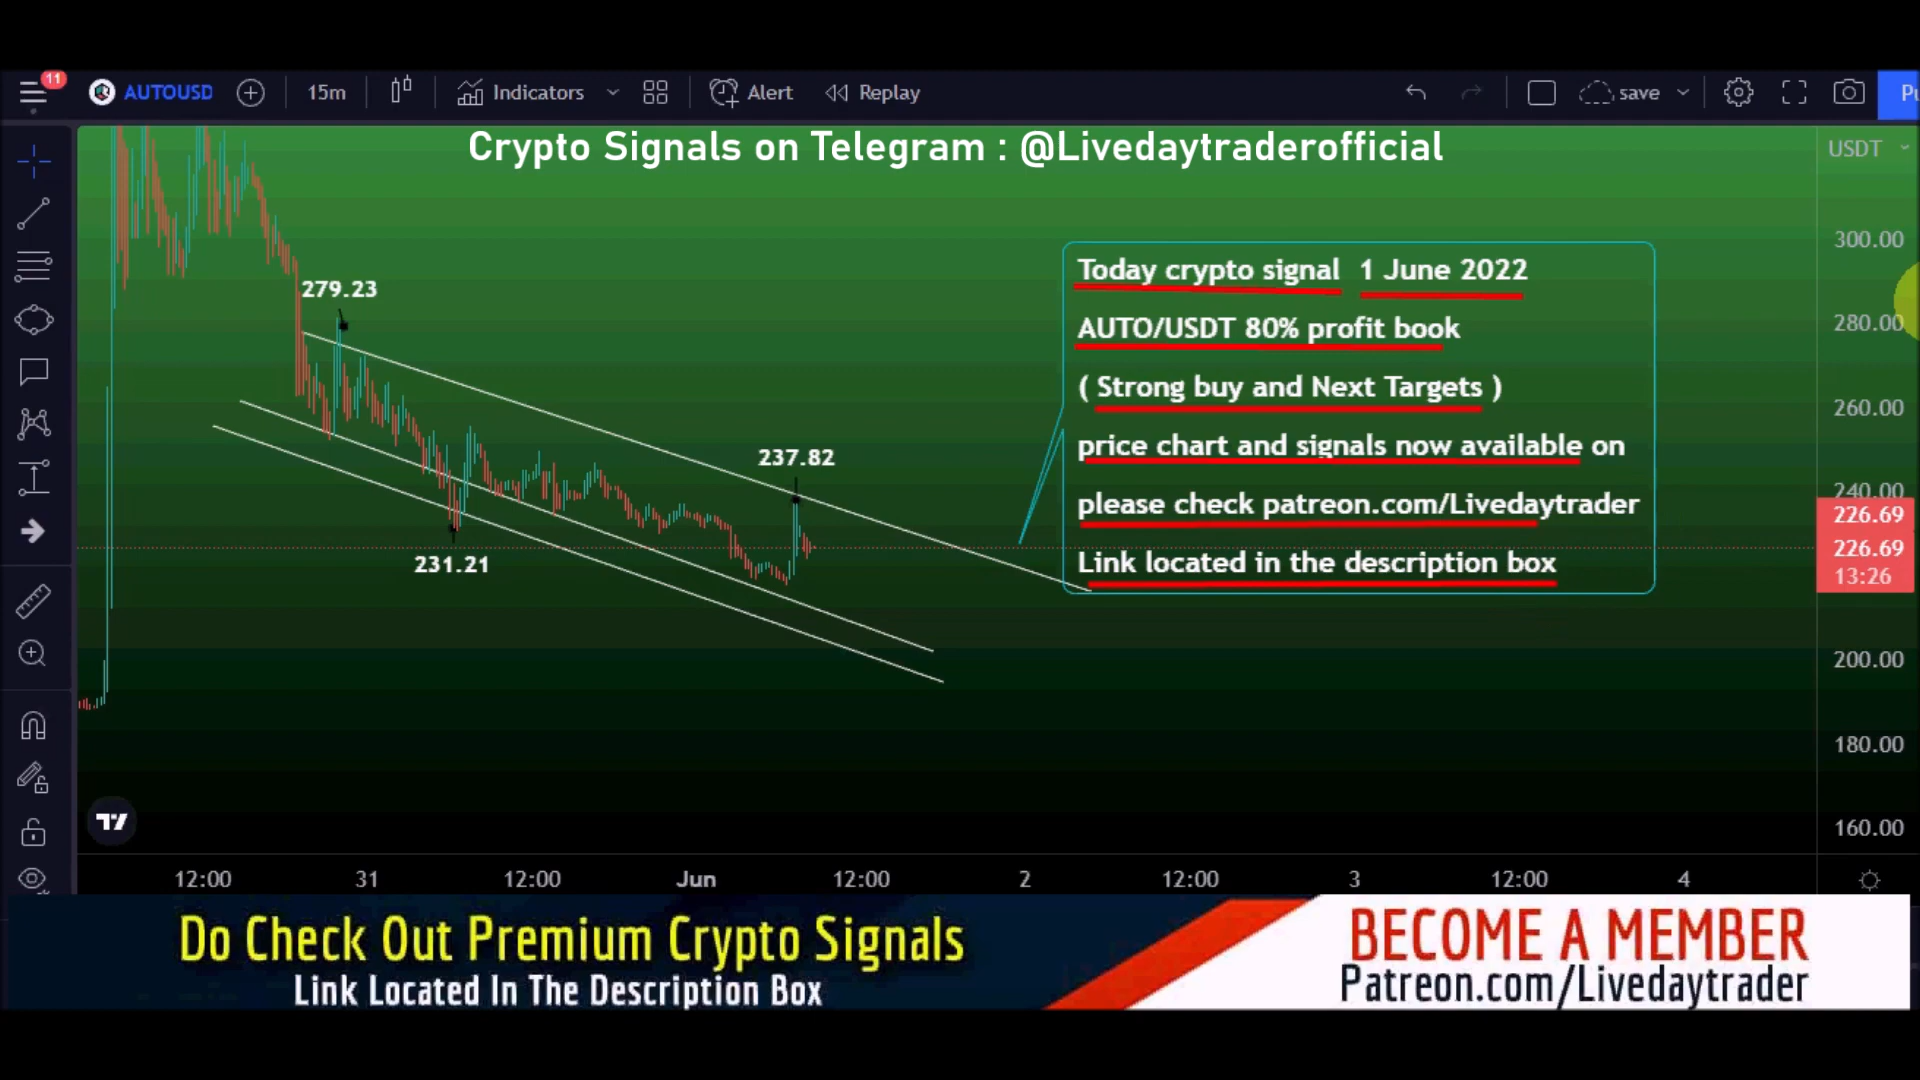 11
AUTOUSD
15m
Indicators
Alert
Replay
save
Crypto Signals on Telegram : @Livedaytraderofficial
USDT
300.00
280.00
260.00
240.00
226.69
226.69
13:26
200.00
180.00
160.00
279.23
231.21
237.82
Today crypto signal 1 June 2022
AUTO/USDT 80% profit book
( Strong buy and Next Targets )
price chart and signals now available on
please check patreon.com/Livedaytrader
Link located in the description box
12:00 31 12:00 Jun 12:00 2 12:00 3 12:00 4
Do Check Out Premium Crypto Signals
Link Located In The Description Box
BECOME A MEMBER
Patreon.com/Livedaytrader